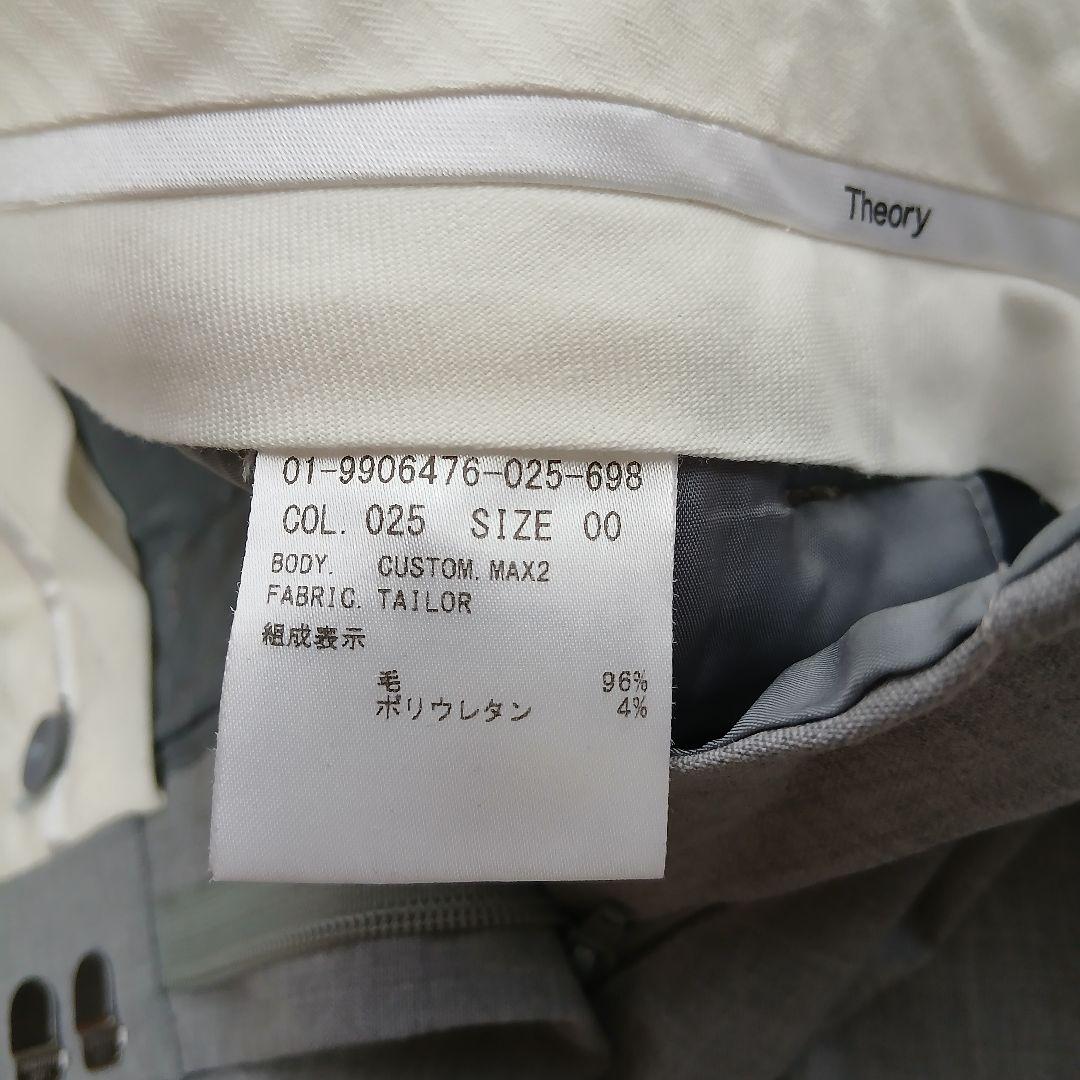 Theory
01-9906476-025-698
COL. 025 SIZE 00
BODY. CUSTOM. MAX2
FABRIC. TAILOR
組成表示
毛 96%
ポリウレタン 4%